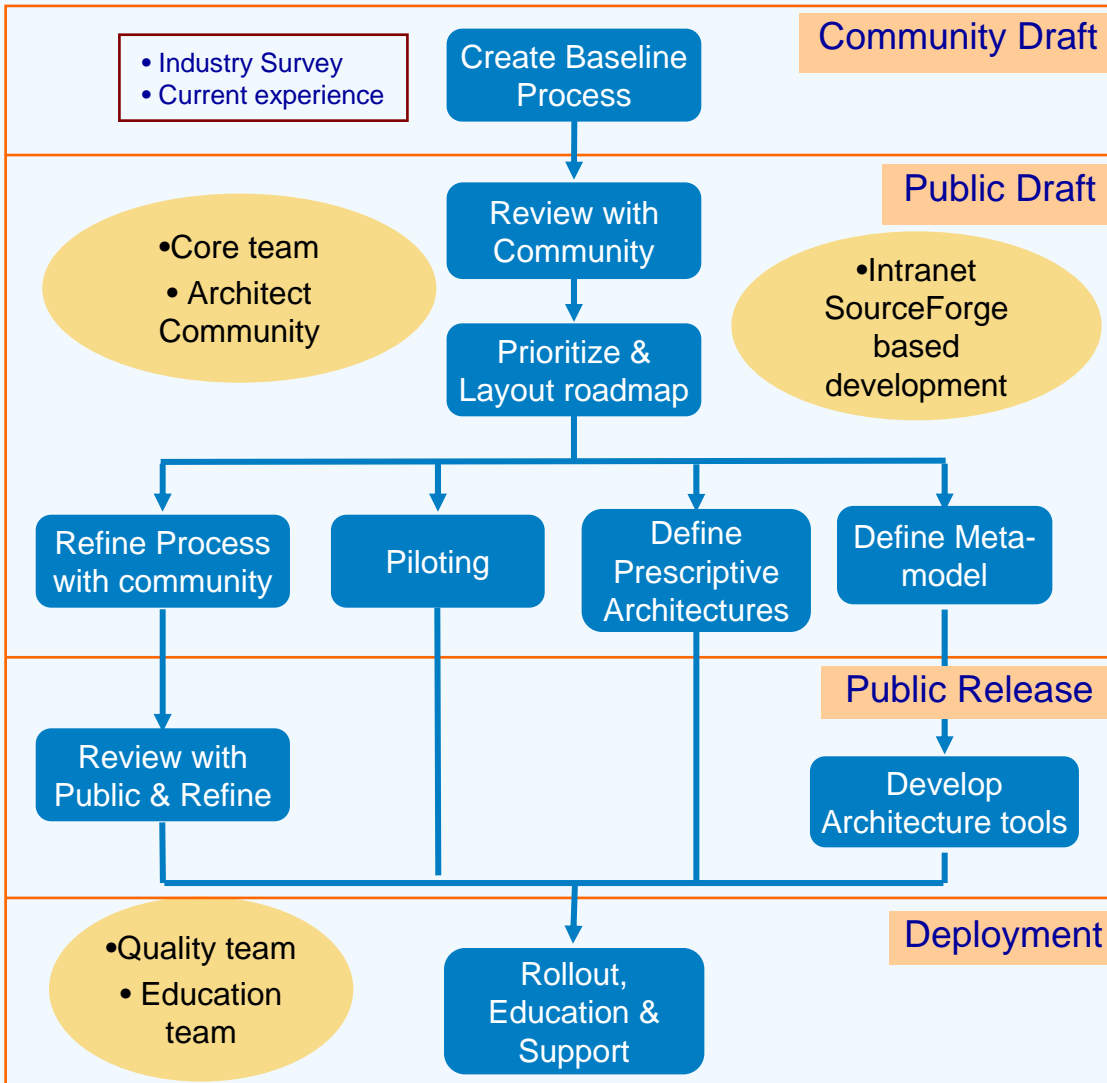 Community Draft
• Industry Survey
• Current experience
Create Baseline
Process
Public Draft
Review with
Community
•Core team
• Architect
Community
•Intranet
SourceForge
based
development
Prioritize &
Layout roadmap
Refine Process
with community
Piloting
Define
Prescriptive
Architectures
Define Meta-
model
Public Release
Review with
Public & Refine
Develop
Architecture tools
Deployment
•Quality team
• Education
team
Rollout,
Education &
Support